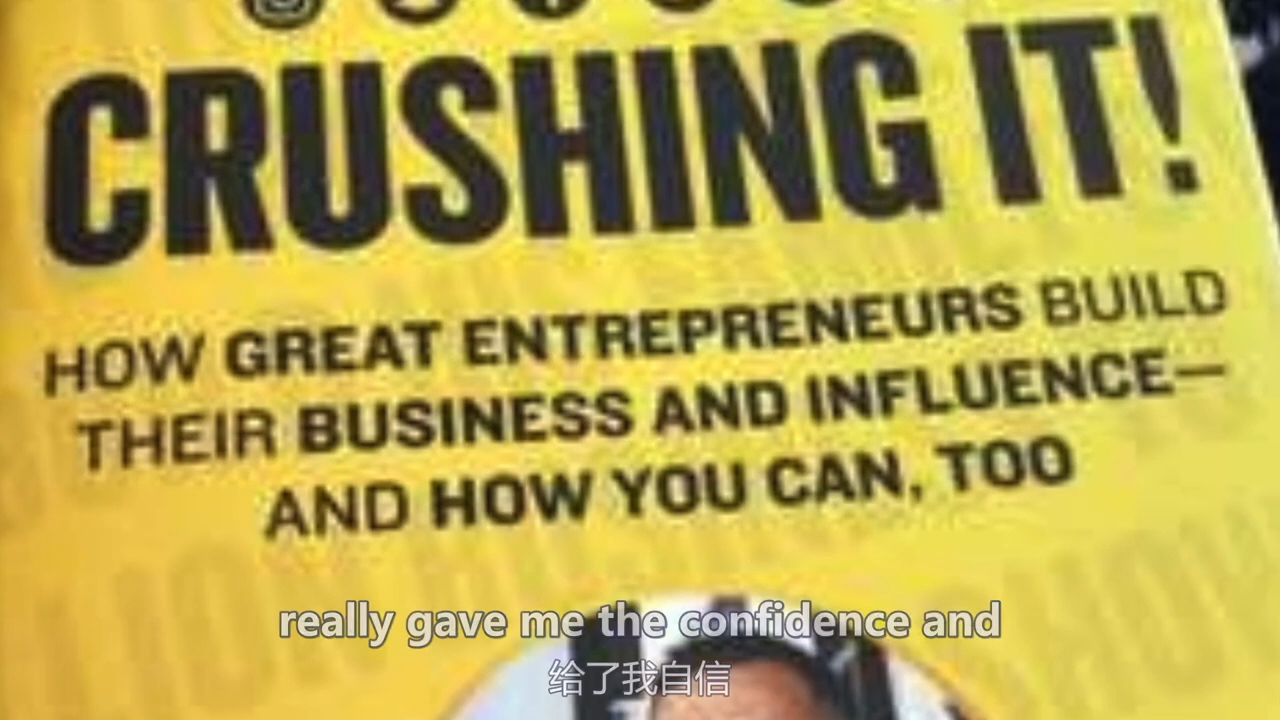 CRUSHING IT!
HOW GREAT ENTREPRENEURS BUILD
THEIR BUSINESS AND INFLUENCE—
AND HOW YOU CAN, TOO
really gave me the confidence and
给了我自信